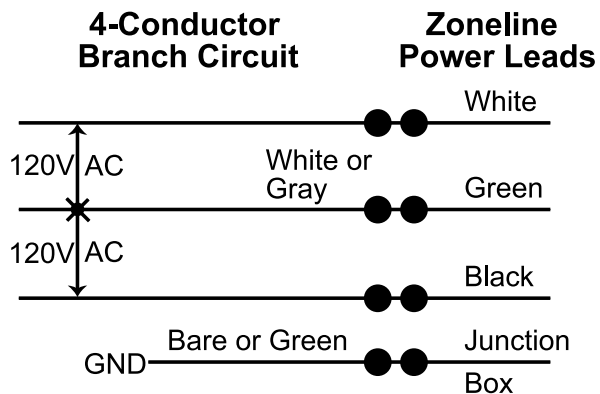 4-Conductor
Branch Circuit
Zoneline
Power Leads
White
120V AC
White or
Gray
Green
120V AC
Black
Bare or Green
Junction
GND
Box